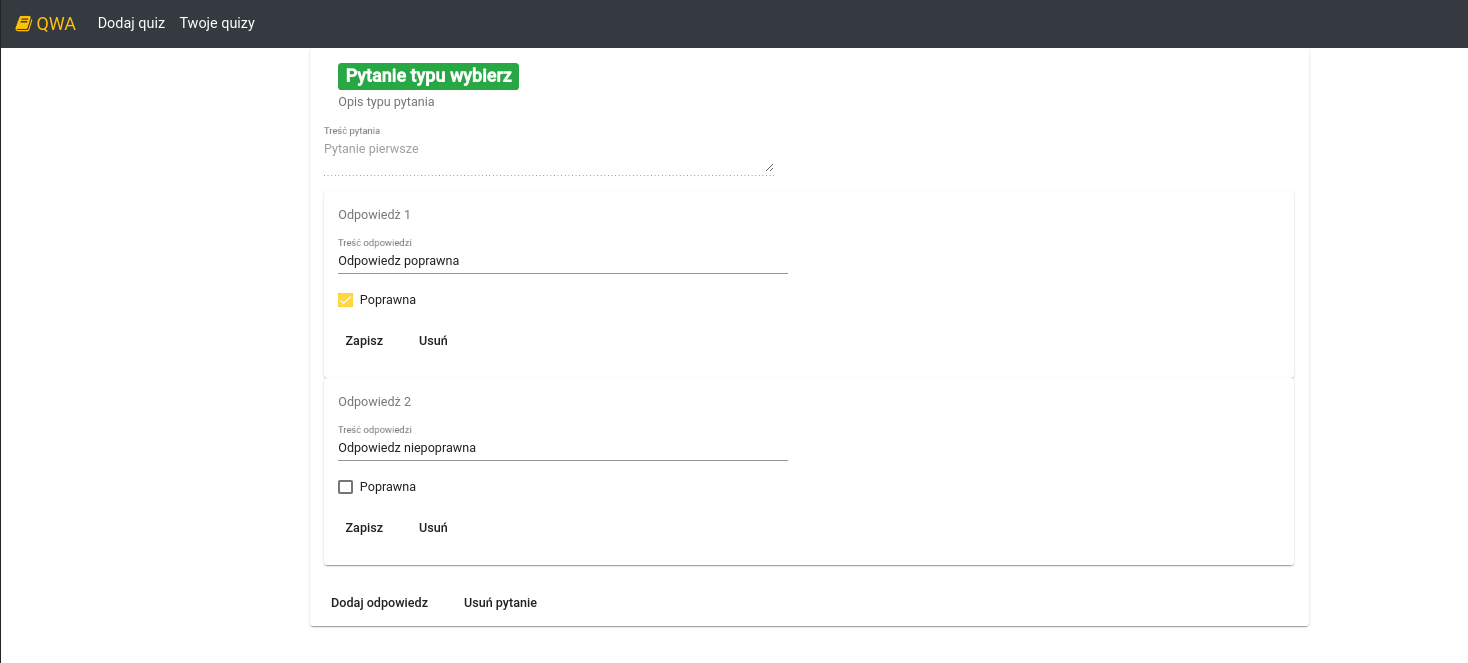 QWA Dodaj quiz Twoje quizy
Pytanie typu wybierz
Opis typu pytania
Treść pytania
Pytanie pierwsze
Odpowiedź 1
Treść odpowiedzi
Odpowiedz poprawna
Poprawna
Zapisz Usuń
Odpowiedź 2
Treść odpowiedzi
Odpowiedz niepoprawna
Poprawna
Zapisz Usuń
Dodaj odpowiedz Usuń pytanie